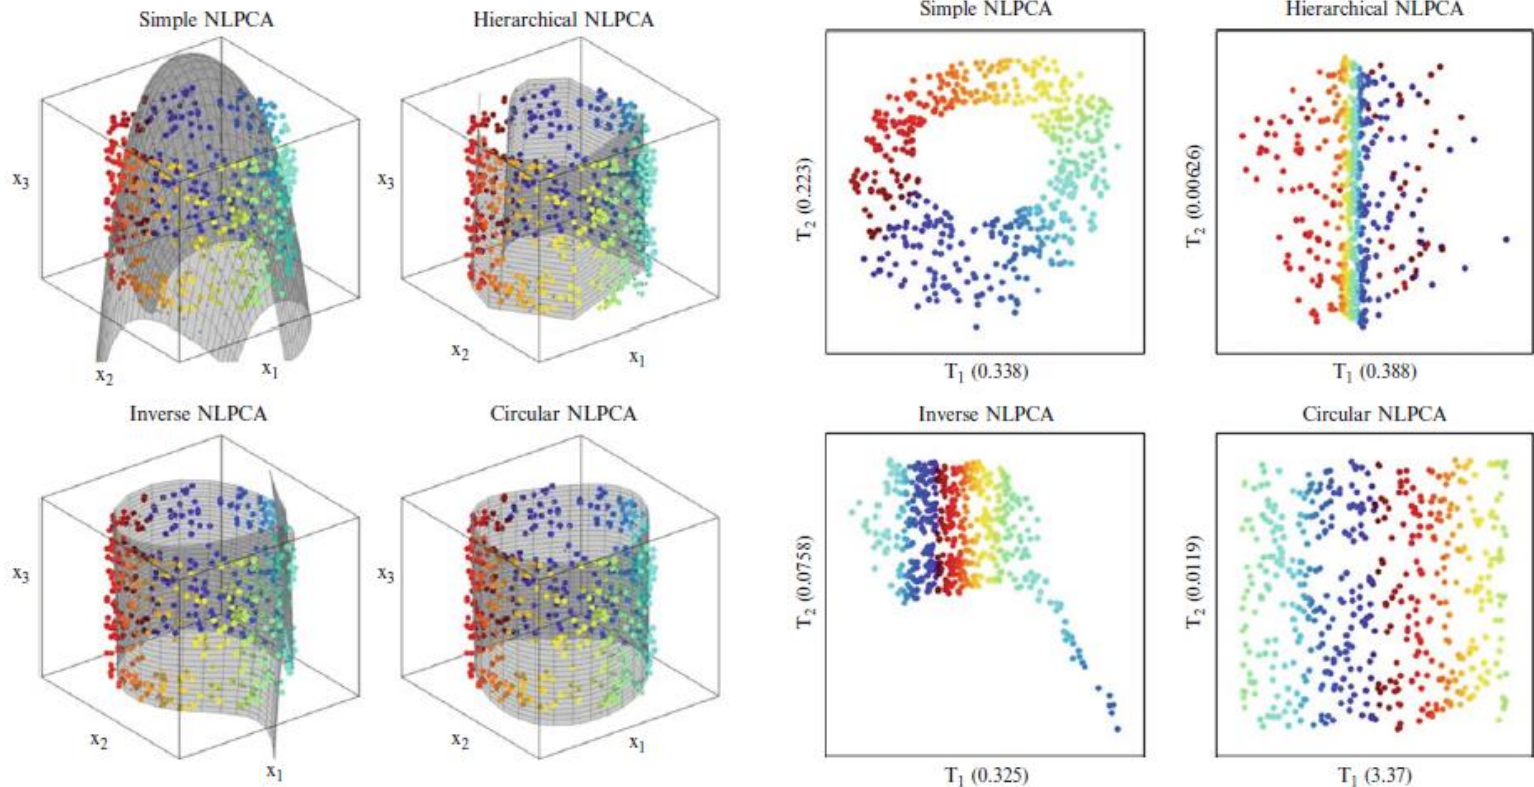 Simple NLPCA
Hierarchical NLPCA
x3
x2
x1
x3
x2
x1
Inverse NLPCA
Circular NLPCA
x3
x2
x1
x3
x2
x1
Simple NLPCA
Hierarchical NLPCA
T2 (0.223)
T1 (0.338)
T2 (0.00626)
T1 (0.388)
Inverse NLPCA
Circular NLPCA
T2 (0.0758)
T1 (0.325)
T2 (0.0119)
T1 (3.37)